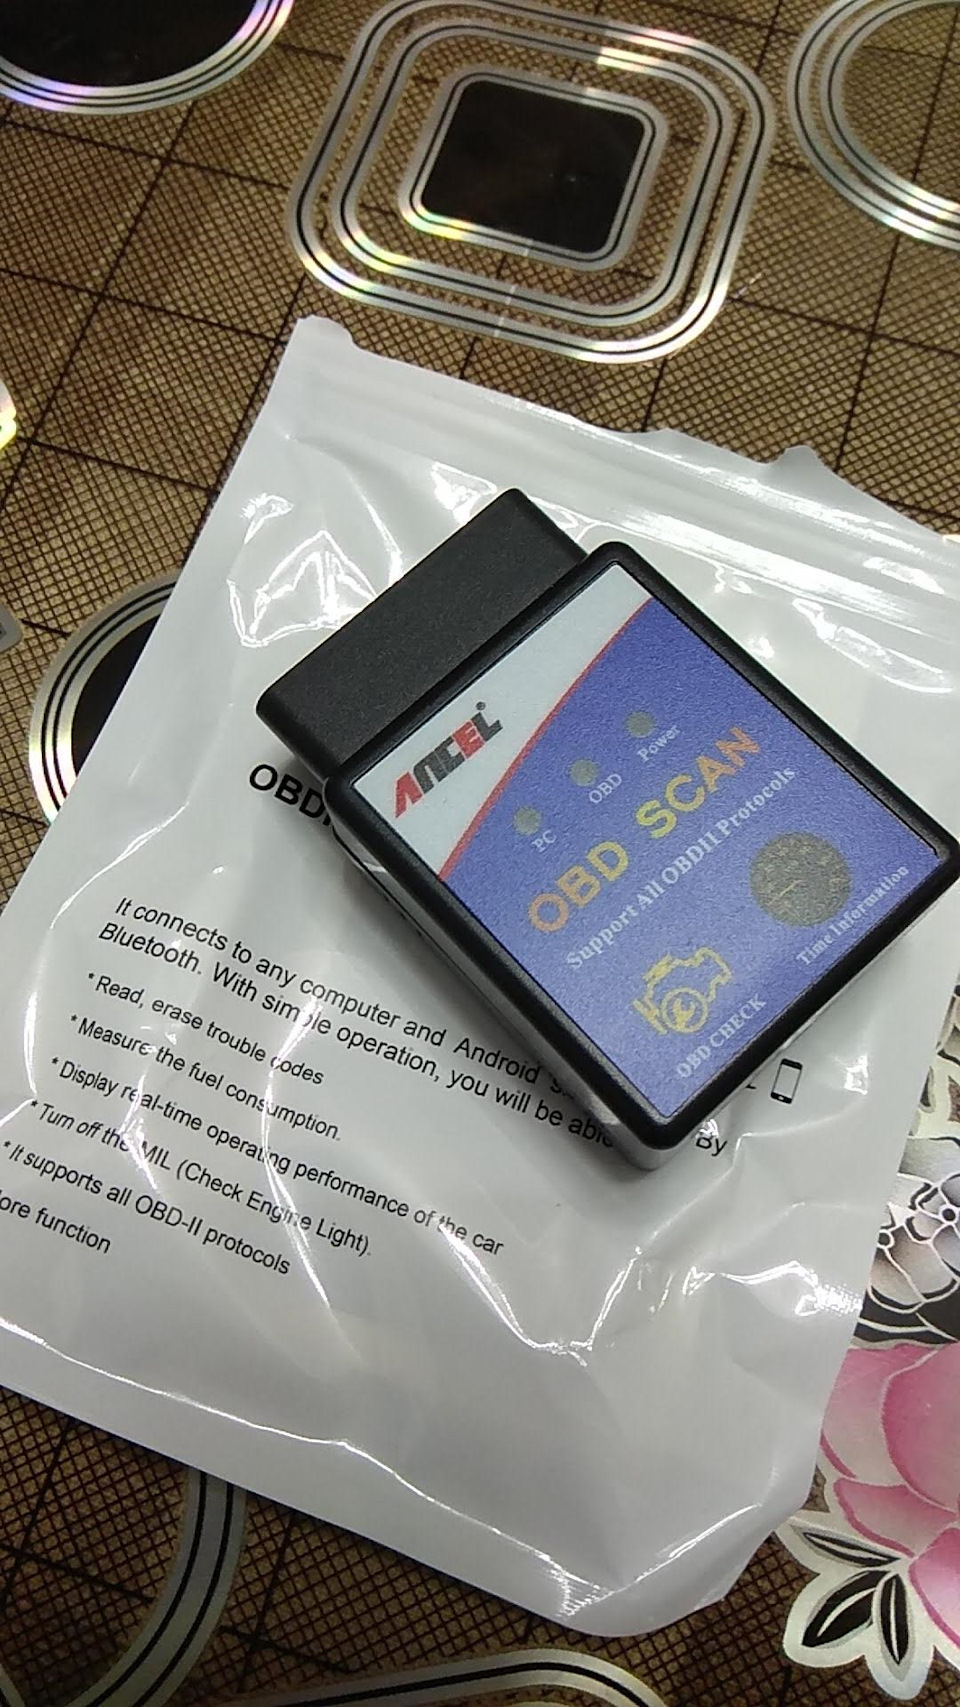 ANCEL®
Power
OBD
PC
OBD SCAN
Support All OBDII Protocols
Time Information
OBD CHECK
It connects to any computer and Android
Bluetooth. With simple operation, you will be able By
*Read, erase trouble codes
*Measure the fuel consumption.
*Display real-time operating performance of the car
*Turn off the MIL (Check Engine Light).
*It supports all OBD-II protocols
function